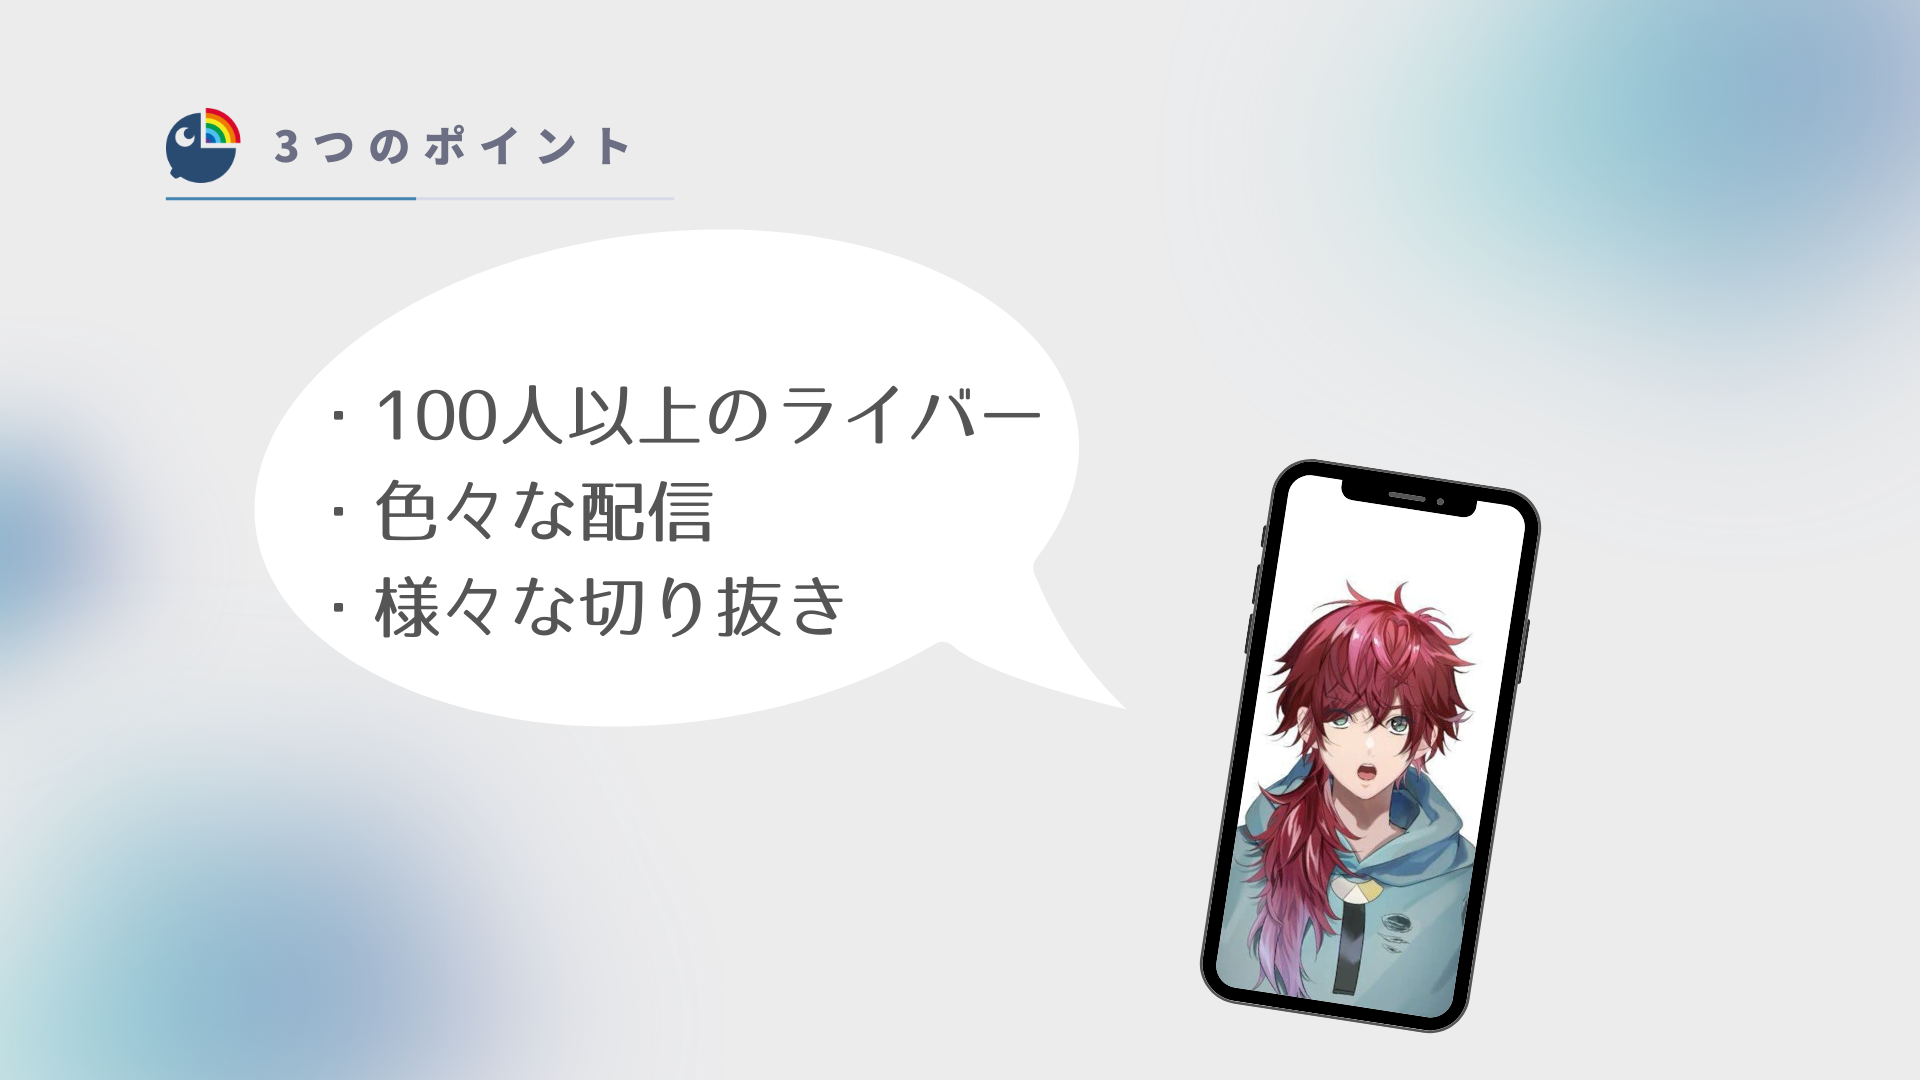 3つのポイント
・100人以上のライバー
・色々な配信
・様々な切り抜き